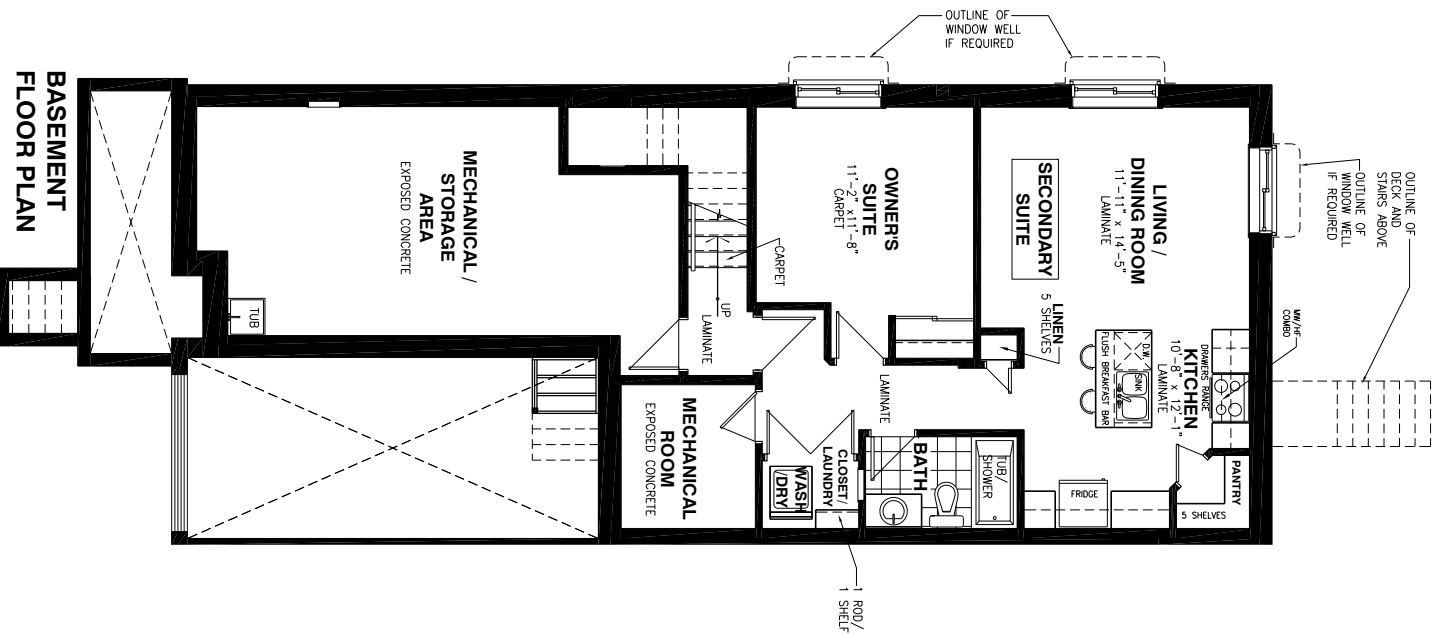 OUTLINE OF
WINDOW WELL
IF REQUIRED
OUTLINE OF
DECK AND
STAIRS ABOVE
OUTLINE OF
WINDOW WELL
IF REQUIRED
MW/HF
COMBO
LIVING /
DINING ROOM
11'-11" x 14'-5"
LAMINATE
SECONDARY
SUITE
KITCHEN
10'-8" x 12'-1"
LAMINATE
DRAWERS
RANGE
D.W.
SINK
FLUSH BREAKFAST BAR
PANTRY
5 SHELVES
FRIDGE
LINEN
5 SHELVES
OWNER'S
SUITE
11'-2" x11'-8"
CARPET
CARPET
UP
LAMINATE
LAMINATE
BATH
TUB/
SHOWER
CLOSET/
LAUNDRY
WASH
/DRY
1 ROD/
1 SHELF
MECHANICAL
ROOM
EXPOSED CONCRETE
MECHANICAL /
STORAGE
AREA
EXPOSED CONCRETE
TUB
BASEMENT
FLOOR PLAN